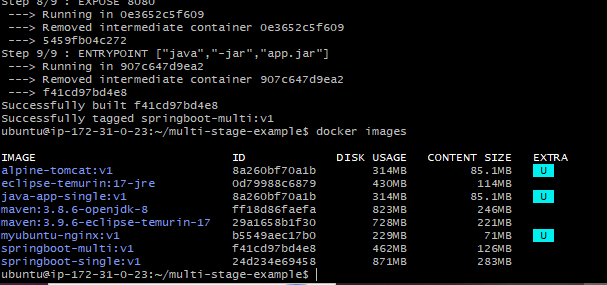 Step 8/9 : EXPOSE 8080
---> Running in 0e3652c5f609
---> Removed intermediate container 0e3652c5f609
---> 5459fb04c272
Step 9/9 : ENTRYPOINT ["java","-jar","app.jar"]
---> Running in 907c647d9ea2
---> Removed intermediate container 907c647d9ea2
---> f41cd97bd4e8
Successfully built f41cd97bd4e8
Successfully tagged springboot-multi:v1
ubuntu@ip-172-31-0-23:~/multi-stage-example$ docker images
IMAGE ID DISK USAGE CONTENT SIZE EXTRA
alpine-tomcat:v1 8a260bf70a1b 314MB 85.1MB U
eclipse-temurin:17-jre 0d79988c6879 430MB 114MB
java-app-single:v1 8a260bf70a1b 314MB 85.1MB U
maven:3.8.6-openjdk-8 ff18d86faefa 823MB 246MB
maven:3.9.6-eclipse-temurin-17 29a1658b1f30 728MB 221MB
myubuntu-nginx:v1 b5549aec17b0 229MB 71MB U
springboot-multi:v1 f41cd97bd4e8 462MB 126MB
springboot-single:v1 24d234e69458 871MB 283MB
ubuntu@ip-172-31-0-23:~/multi-stage-example$